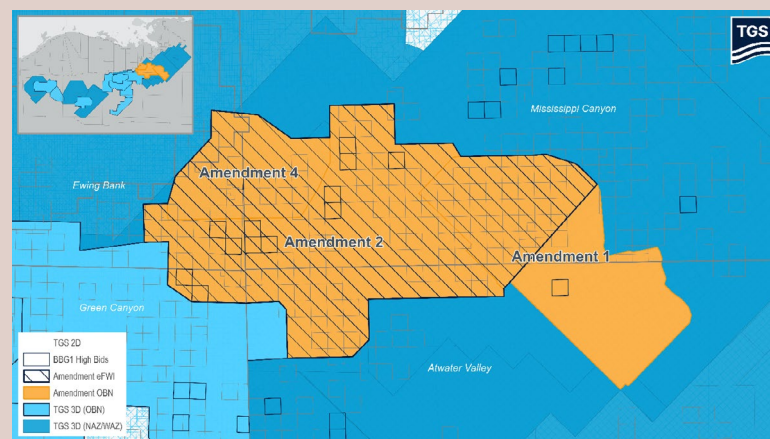 TGS
Mississippi Canyon
Amendment 4
Ewing Bank
Amendment 2
Amendment 1
Green Canyon
Atwater Valley
TGS 2D
BBG1 High Bids
Amendment eFWI
Amendment OBN
TGS 3D (OBN)
TGS 3D (NAZ/WAZ)